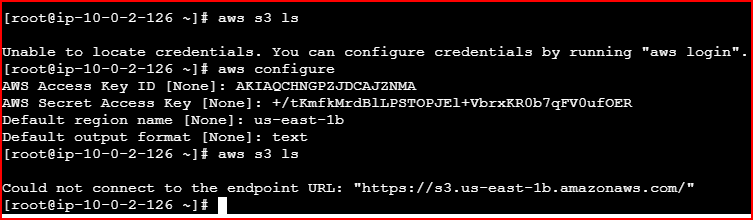 [root@ip-10-0-2-126 ~]# aws s3 ls
Unable to locate credentials. You can configure credentials by running "aws login".
[root@ip-10-0-2-126 ~]# aws configure
AWS Access Key ID [None]: AKIAQCHNGPZJDCAJZNMA
AWS Secret Access Key [None]: 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
Default region name [None]: us-east-1b
Default output format [None]: text
[root@ip-10-0-2-126 ~]# aws s3 ls
Could not connect to the endpoint URL: "https://s3.us-east-1b.amazonaws.com/"
[root@ip-10-0-2-126 ~]#